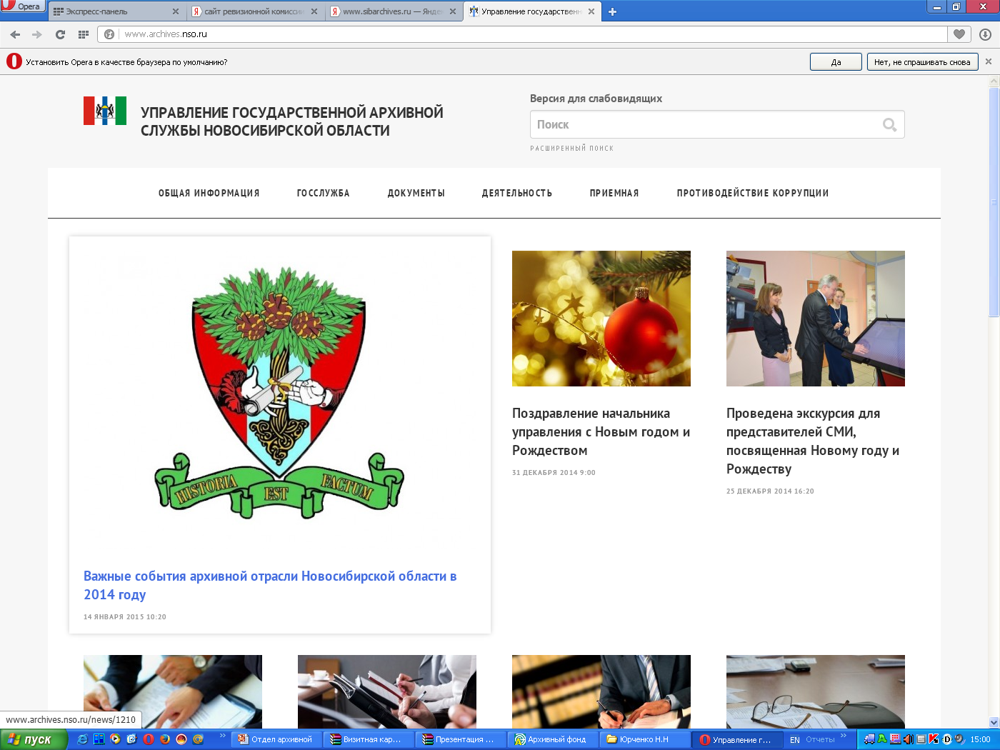 Opera
Экспресс-панель
сайт ревизионной комиссии
www.sibarchives.ru — Янде
Управление государствен
www.archives.nso.ru
Установить Opera в качестве браузера по умолчанию?
Да
Нет, не спрашивать снова
УПРАВЛЕНИЕ ГОСУДАРСТВЕННОЙ АРХИВНОЙ
СЛУЖБЫ НОВОСИБИРСКОЙ ОБЛАСТИ
Версия для слабовидящих
Поиск
РАСШИРЕННЫЙ ПОИСК
ОБЩАЯ ИНФОРМАЦИЯ
ГОССЛУЖБА
ДОКУМЕНТЫ
ДЕЯТЕЛЬНОСТЬ
ПРИЕМНАЯ
ПРОТИВОДЕЙСТВИЕ КОРРУПЦИИ
HISTORIA
EST
FACTUM
Важные события архивной отрасли Новосибирской области в
2014 году
14 ЯНВАРЯ 2015 10:20
Поздравление начальника
управления с Новым годом и
Рождеством
31 ДЕКАБРЯ 2014 9:00
Проведена экскурсия для
представителей СМИ,
посвященная Новому году и
Рождеству
25 ДЕКАБРЯ 2014 16:20
www.archives.nso.ru/news/1210
пуск
Отдел архивной
Визитная кар...
Презентация ...
Архивный фонд
Юрченко Н.Н
Управление г...
EN
Отчеты
15:00